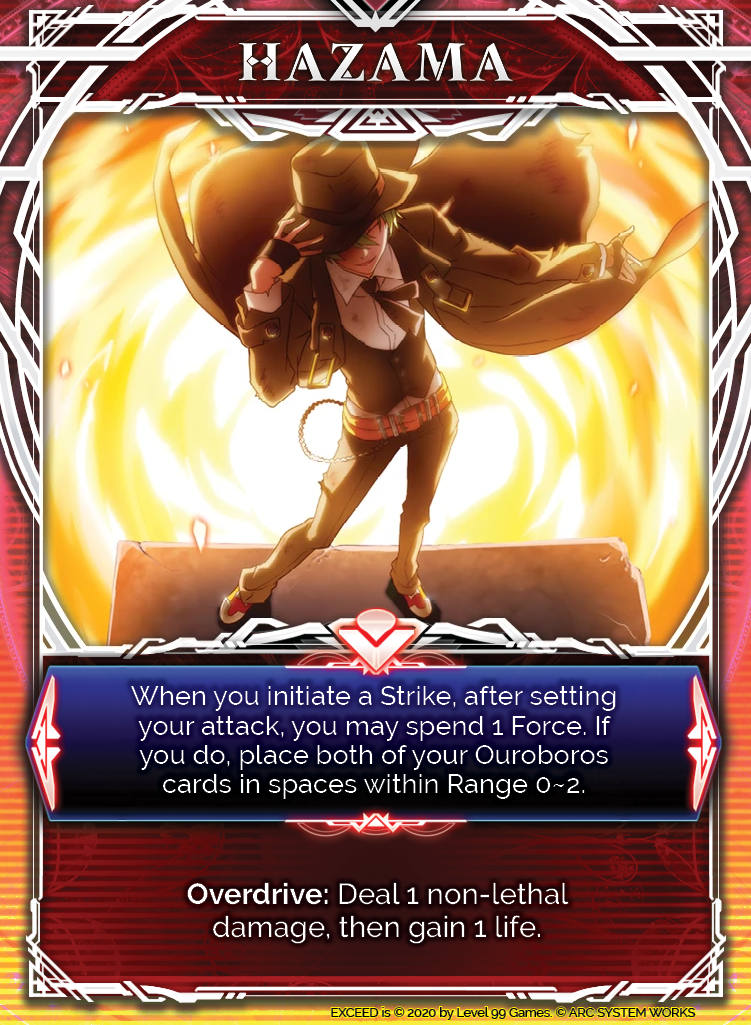 HAZAMA
When you initiate a Strike, after setting
your attack, you may spend 1 Force. If
you do, place both of your Ouroboros
cards in spaces within Range 0~2.
Overdrive: Deal 1 non-lethal
damage, then gain 1 life.
EXCEED is © 2020 by Level 99 Games. © ARC SYSTEM WORKS